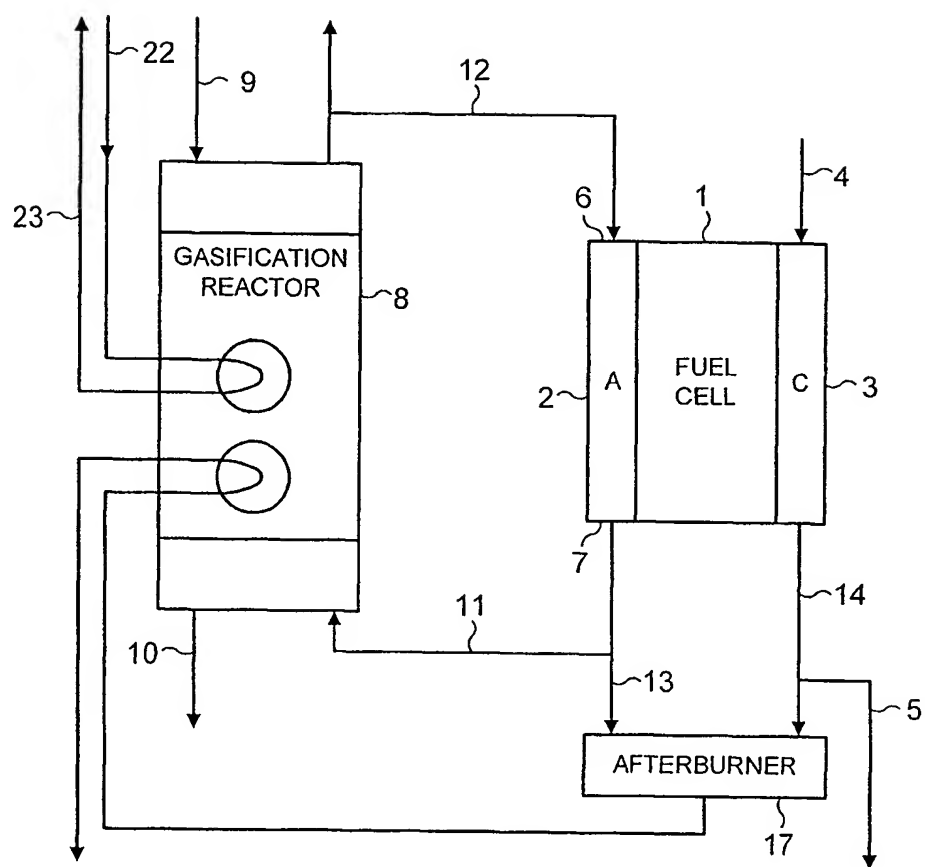 22
9
12
4
23
6
1
GASIFICATION
REACTOR
8
2
A
FUEL
CELL
C
3
7
11
14
10
13
5
AFTERBURNER
17